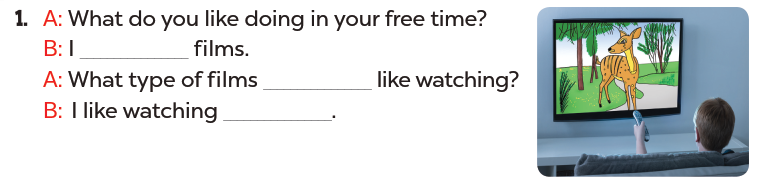 1. A: What do you like doing in your free time?
B: I __________ films.
A: What type of films __________ like watching?
B: I like watching __________.